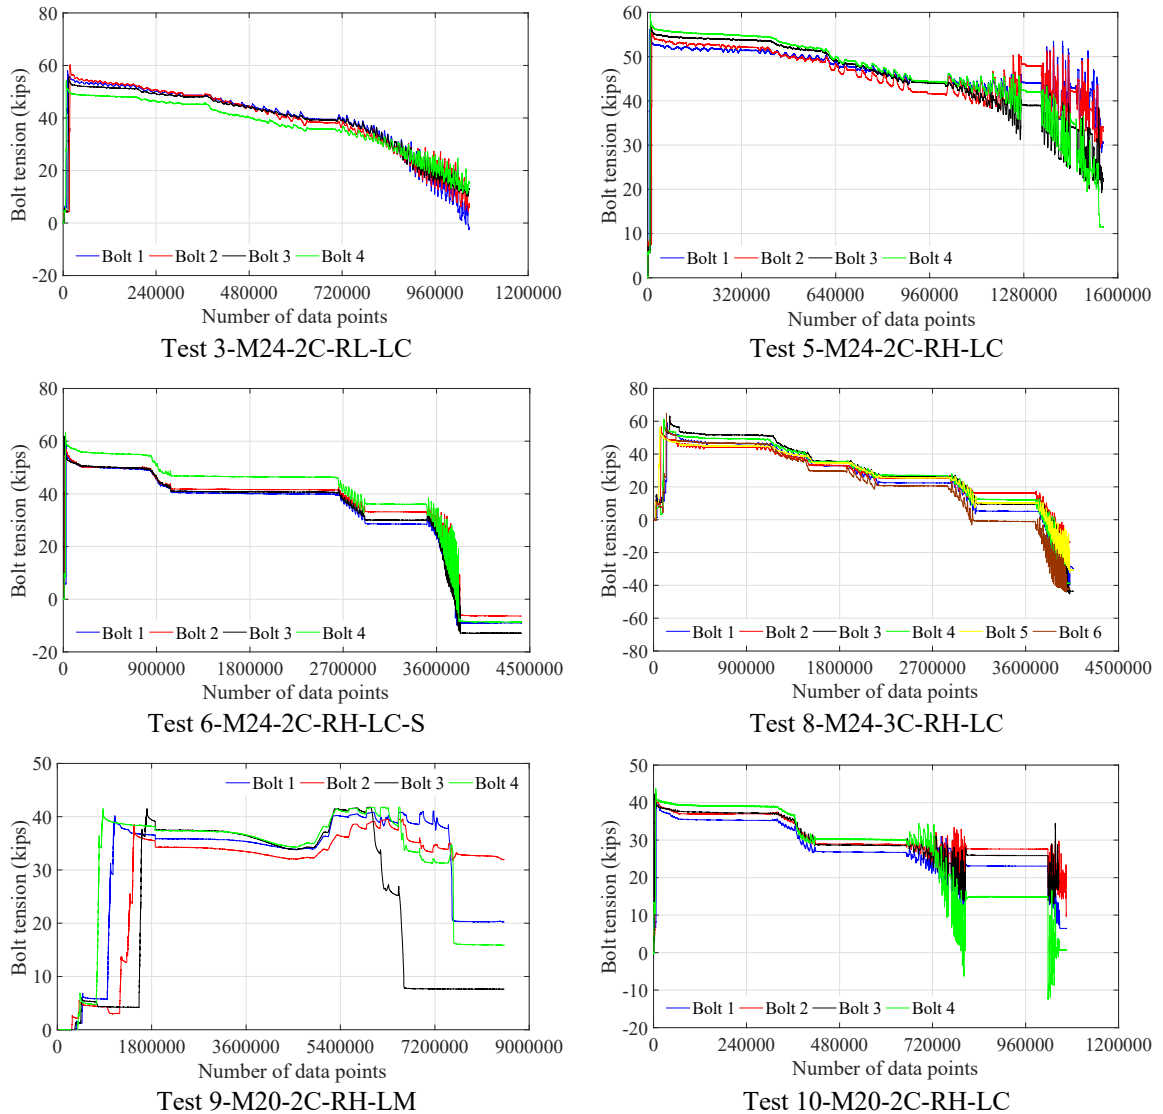 80
60
40
20
0
-20
Bolt tension (kips)
Bolt 1 Bolt 2 Bolt 3 Bolt 4
0 240000 480000 720000 960000 1200000
Number of data points
Test 3-M24-2C-RL-LC
60
50
40
30
20
10
0
Bolt tension (kips)
Bolt 1 Bolt 2 Bolt 3 Bolt 4
0 320000 640000 960000 1280000 1600000
Number of data points
Test 5-M24-2C-RH-LC
80
60
40
20
0
-20
Bolt tension (kips)
Bolt 1 Bolt 2 Bolt 3 Bolt 4
0 900000 1800000 2700000 3600000 4500000
Number of data points
Test 6-M24-2C-RH-LC-S
80
60
40
20
0
-20
-40
-60
-80
Bolt tension (kips)
Bolt 1 Bolt 2 Bolt 3 Bolt 4 Bolt 5 Bolt 6
0 900000 1800000 2700000 3600000 4500000
Number of data points
Test 8-M24-3C-RH-LC
50
40
30
20
10
0
Bolt tension (kips)
Bolt 1 Bolt 2 Bolt 3 Bolt 4
0 1800000 3600000 5400000 7200000 9000000
Number of data points
Test 9-M20-2C-RH-LM
50
40
30
20
10
0
-10
-20
Bolt tension (kips)
Bolt 1 Bolt 2 Bolt 3 Bolt 4
0 240000 480000 720000 960000 1200000
Number of data points
Test 10-M20-2C-RH-LC